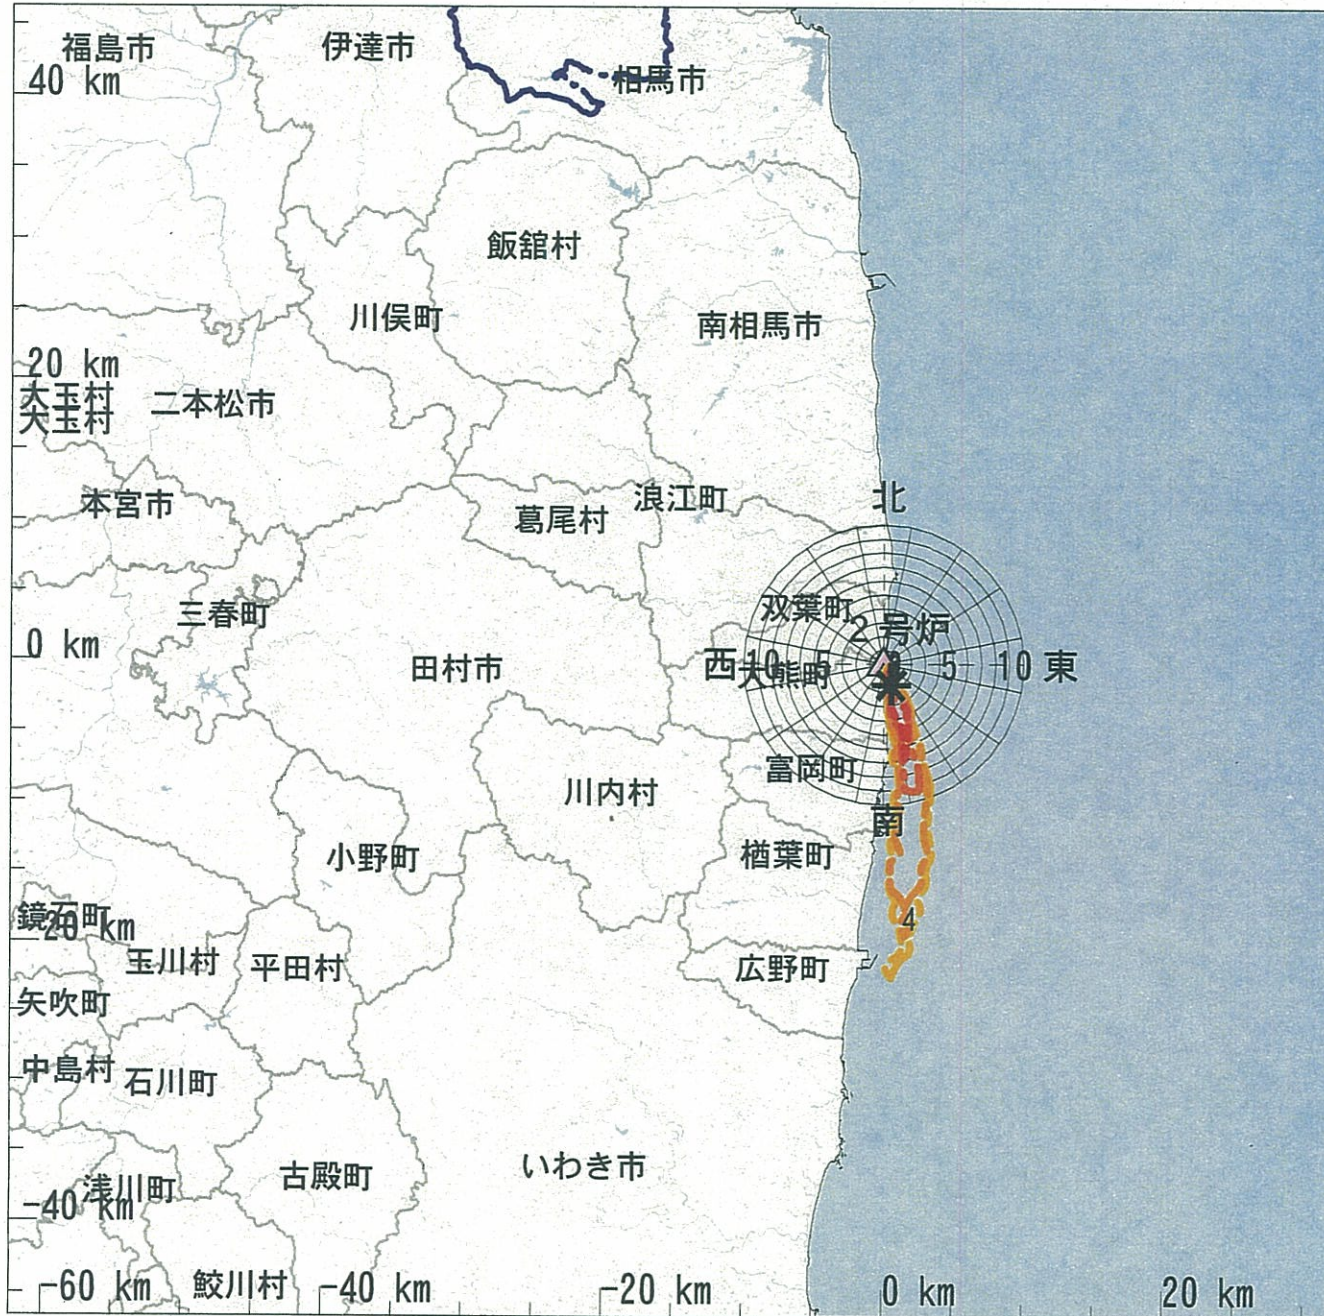 福島市
伊達市
40 km
相馬市
飯舘村
川俣町
南相馬市
20 km
大玉村
大玉村
二本松市
本宮市
葛尾村
浪江町
北
三春町
双葉町
2号炉
0 km
田村市
西
10
5
大熊町
5
10
東
富岡町
川内村
南
小野町
楢葉町
鏡石町
-20 km
4
玉川村
平田村
広野町
矢吹町
中島村
石川町
いわき市
古殿町
浅川町
-40 km
-60 km
鮫川村
-40 km
-20 km
0 km
20 km